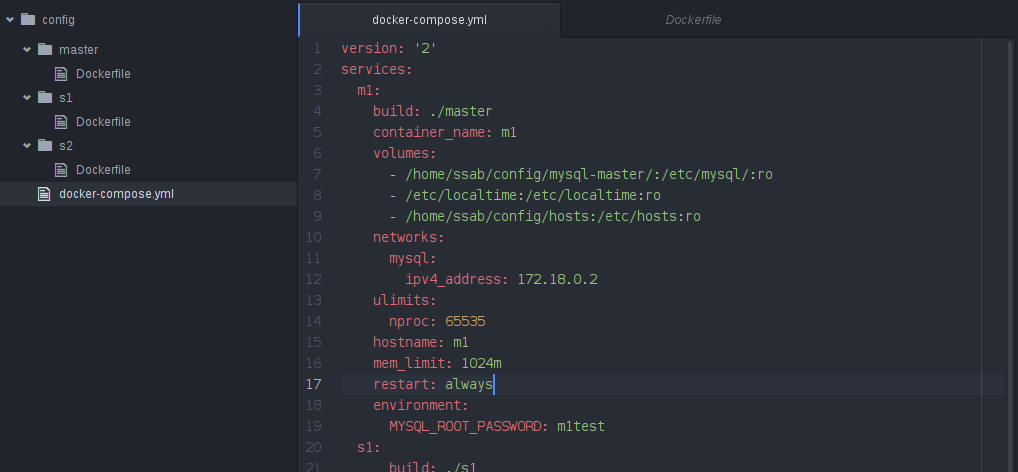 config
master
Dockerfile
s1
Dockerfile
s2
Dockerfile
docker-compose.yml
docker-compose.yml Dockerfile
1 version: '2'
2 services:
3   m1:
4     build: ./master
5     container_name: m1
6     volumes:
7       - /home/ssab/config/mysql-master/:/etc/mysql/:ro
8       - /etc/localtime:/etc/localtime:ro
9       - /home/ssab/config/hosts:/etc/hosts:ro
10     networks:
11       mysql:
12         ipv4_address: 172.18.0.2
13     ulimits:
14       nproc: 65535
15     hostname: m1
16     mem_limit: 1024m
17     restart: always
18     environment:
19       MYSQL_ROOT_PASSWORD: m1test
20   s1:
21     build: ./s1